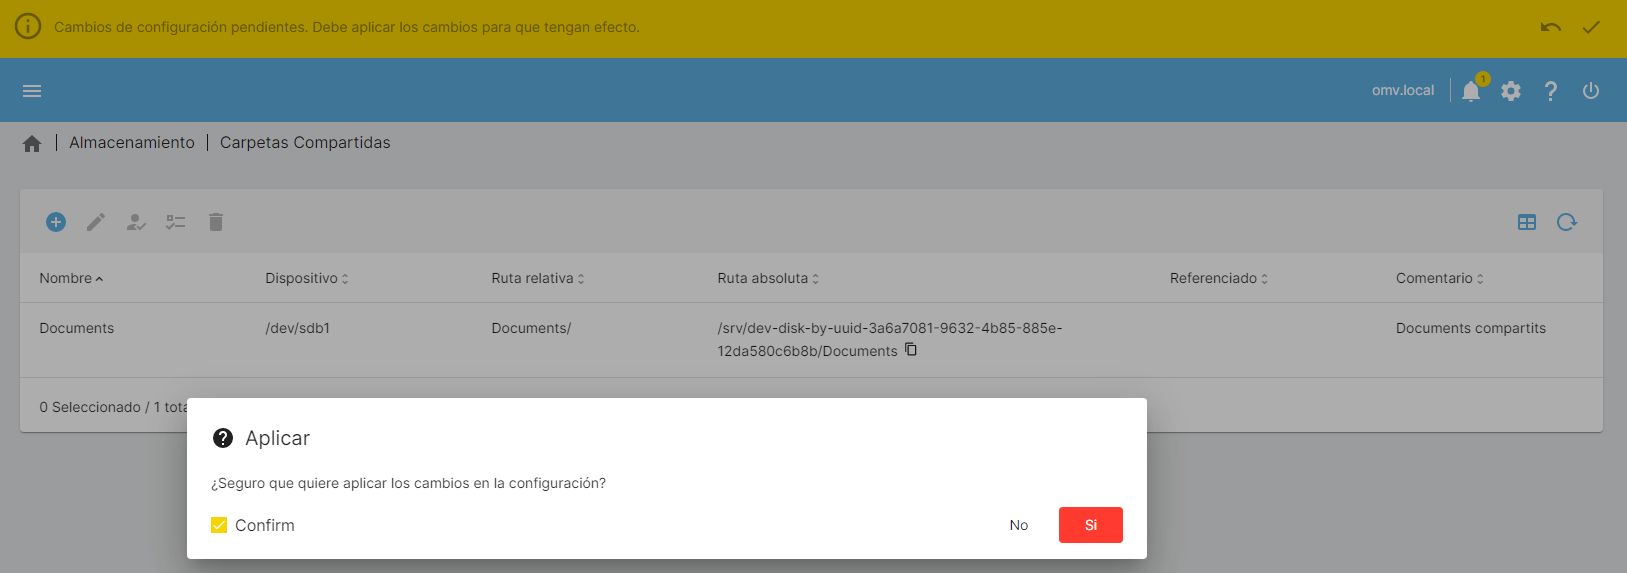 Cambios de configuración pendientes. Debe aplicar los cambios para que tengan efecto.
omv.local
1
Almacenamiento | Carpetas Compartidas
Nombre Dispositivo Ruta relativa Ruta absoluta Referenciado Comentario
Documents /dev/sdb1 Documents/ /srv/dev-disk-by-uuid-3a6a7081-9632-4b85-885e- Documents compartits
12da580c6b8b/Documents
0 Seleccionado / 1 tota
Aplicar
¿Seguro que quiere aplicar los cambios en la configuración?
Confirm No Si